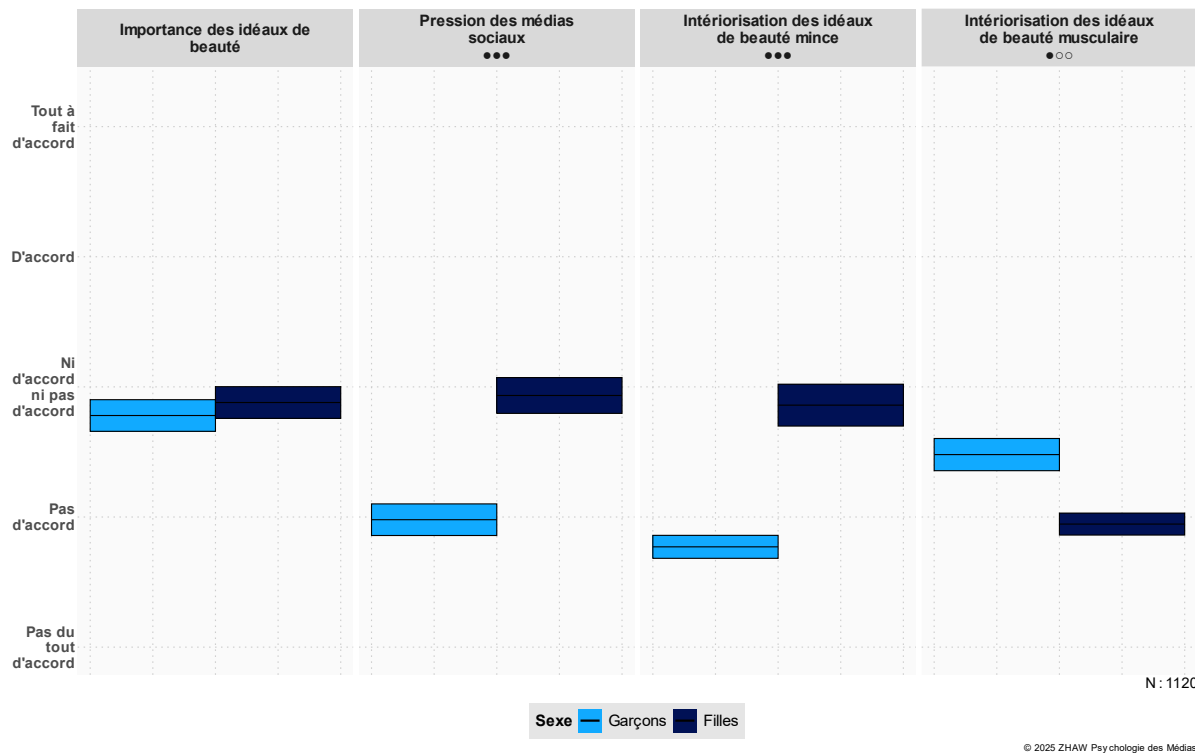 Importance des idéaux de
beauté
Pression des médias
sociaux
●●●
Intériorisation des idéaux
de beauté mince
●●●
Intériorisation des idéaux
de beauté musculaire
●○○
Tout à
fait
d'accord
D'accord
Ni
d'accord
ni pas
d'accord
Pas
d'accord
Pas du
tout
d'accord
N : 1120
Sexe Garçons Filles
© 2025 ZHAW Psychologie des Médias